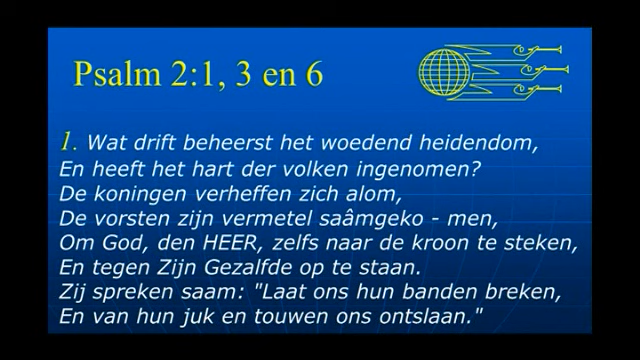 Psalm 2:1, 3 en 6
1. Wat drift beheerst het woedend heidendom,
En heeft het hart der volken ingenomen?
De koningen verheffen zich alom,
De vorsten zijn vermetel saâmgeko - men,
Om God, den HEER, zelfs naar de kroon te steken,
En tegen Zijn Gezalfde op te staan.
Zij spreken saam: "Laat ons hun banden breken,
En van hun juk en touwen ons ontslaan."